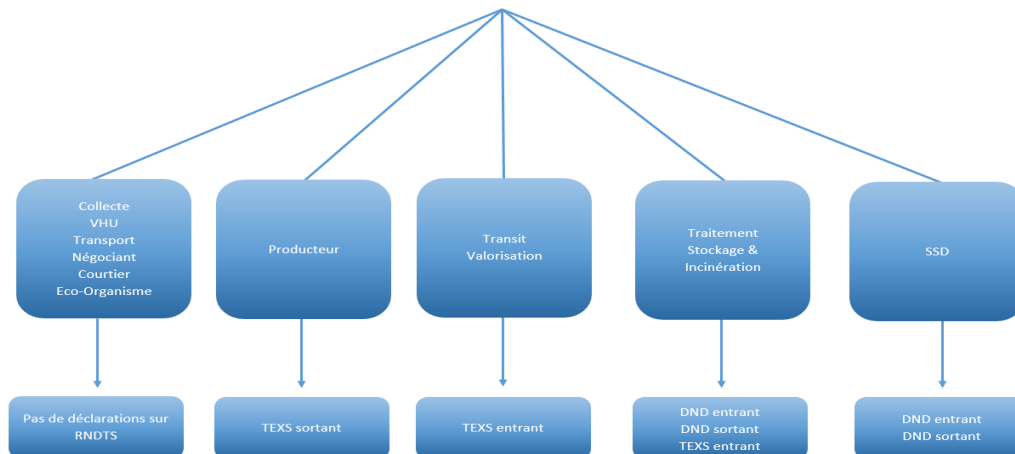 Collecte
VHU
Transport
Négociant
Courtier
Eco-Organisme
Producteur
Transit
Valorisation
Traitement
Stockage &
Incinération
SSD
Pas de déclarations sur
RNDTS
TEXS sortant
TEXS entrant
DND entrant
DND sortant
TEXS entrant
DND entrant
DND sortant